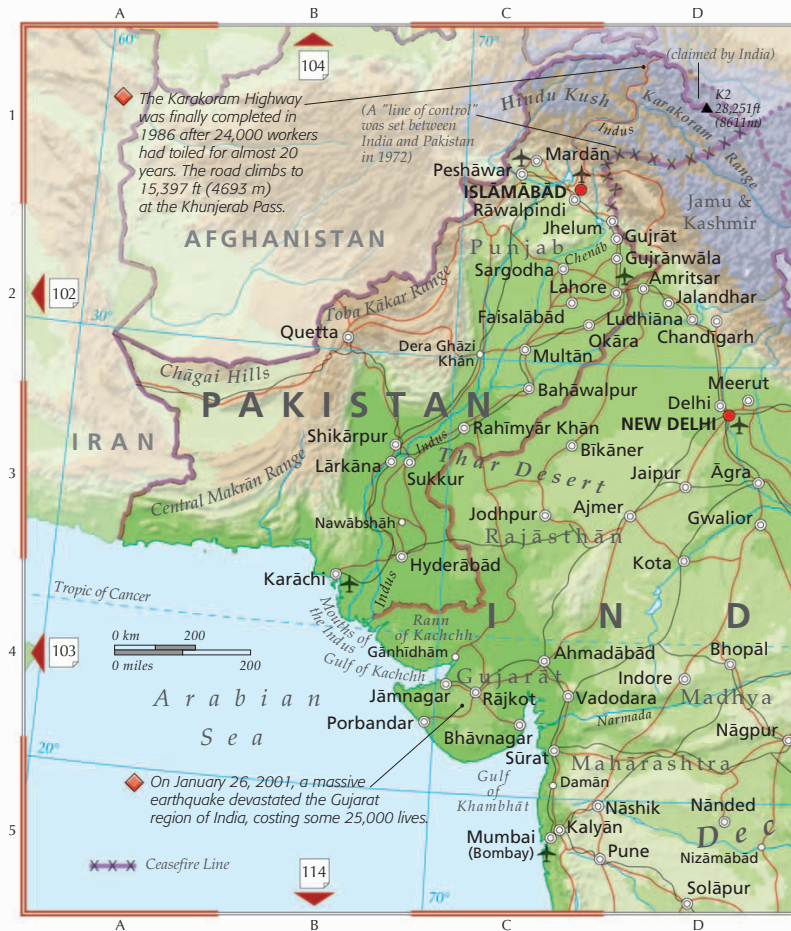 A
B
C
D
60°
70°
104
(claimed by India)
K2
28,251ft
(8611m)
The Karakoram Highway
was finally completed in
1986 after 24,000 workers
had toiled for almost 20
years. The road climbs to
15,397 ft (4693 m)
at the Khunjerab Pass.
(A "line of control"
was set between
India and Pakistan
in 1972)
1
Hindu Kush
Karakoram Range
Indus
Mardān
Peshāwar
ISLĀMĀBĀD
Rāwalpindi
Jhelum
Jamu &
Kashmir
AFGHANISTAN
Punjab
Chenāb
Gujrāt
Gujrānwāla
Sargodha
Amritsar
2
102
Toba Kākar Range
Lahore
Jalandhar
30°
Quetta
Faisalābād
Ludhiāna
Okāra
Chandīgarh
Dera Ghāzi
Khān
Multān
Chāgai Hills
Bahāwalpur
Meerut
PAKISTAN
Delhi
NEW DELHI
IRAN
Shikārpur
Indus
Rahīmyār Khān
Bīkāner
3
Lārkāna
Sukkur
Thar Desert
Central Makrān Range
Jaipur
Āgra
Nawābshāh
Jodhpur
Ajmer
Gwalior
Rājāsthān
Karāchi
Hyderābād
Kota
Tropic of Cancer
Indus
Mouths of
the Indus
Rann
of Kachchh
I N D
0 km
200
0 miles
200
4
103
Gānhīdhām
Ahmadābād
Bhopāl
Gulf of Kachchh
Gujarāt
Indore
Arabian
Sea
Jāmnagar
Rājkot
Vadodara
Madhya
Porbandar
Narmada
Bhāvnagar
Nāgpur
20°
Sūrat
Mahārāshtra
On January 26, 2001, a massive
earthquake devastated the Gujarat
region of India, costing some 25,000 lives.
Gulf
of
Khambhāt
Damān
Nāshik
Nānded
5
Kalyān
Dec
Mumbai
(Bombay)
Pune
Nizāmābād
Ceasefire Line
114
70°
Solāpur
A
B
C
D